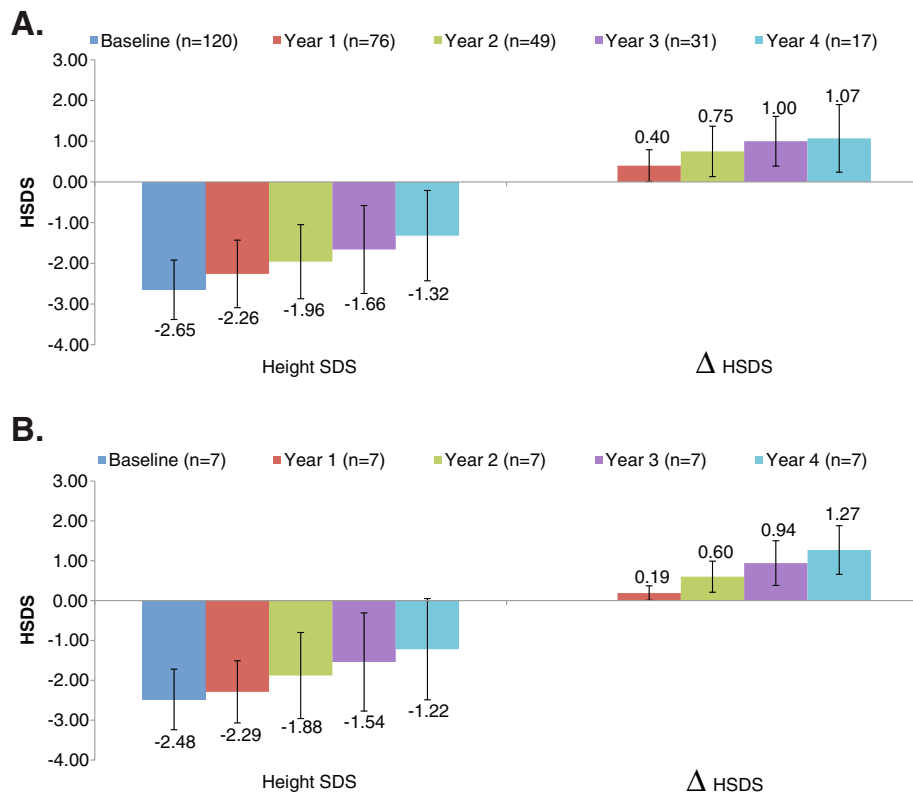 A.
Baseline (n=120) Year 1 (n=76) Year 2 (n=49) Year 3 (n=31) Year 4 (n=17)
3.00
2.00
1.00
0.00
-1.00
-2.00
-3.00
-4.00
HSDS
0.40 0.75 1.00 1.07
-2.65 -2.26 -1.96 -1.66 -1.32
Height SDS Δ HSDS
B.
Baseline (n=7) Year 1 (n=7) Year 2 (n=7) Year 3 (n=7) Year 4 (n=7)
3.00
2.00
1.00
0.00
-1.00
-2.00
-3.00
-4.00
HSDS
0.19 0.60 0.94 1.27
-2.48 -2.29 -1.88 -1.54 -1.22
Height SDS Δ HSDS